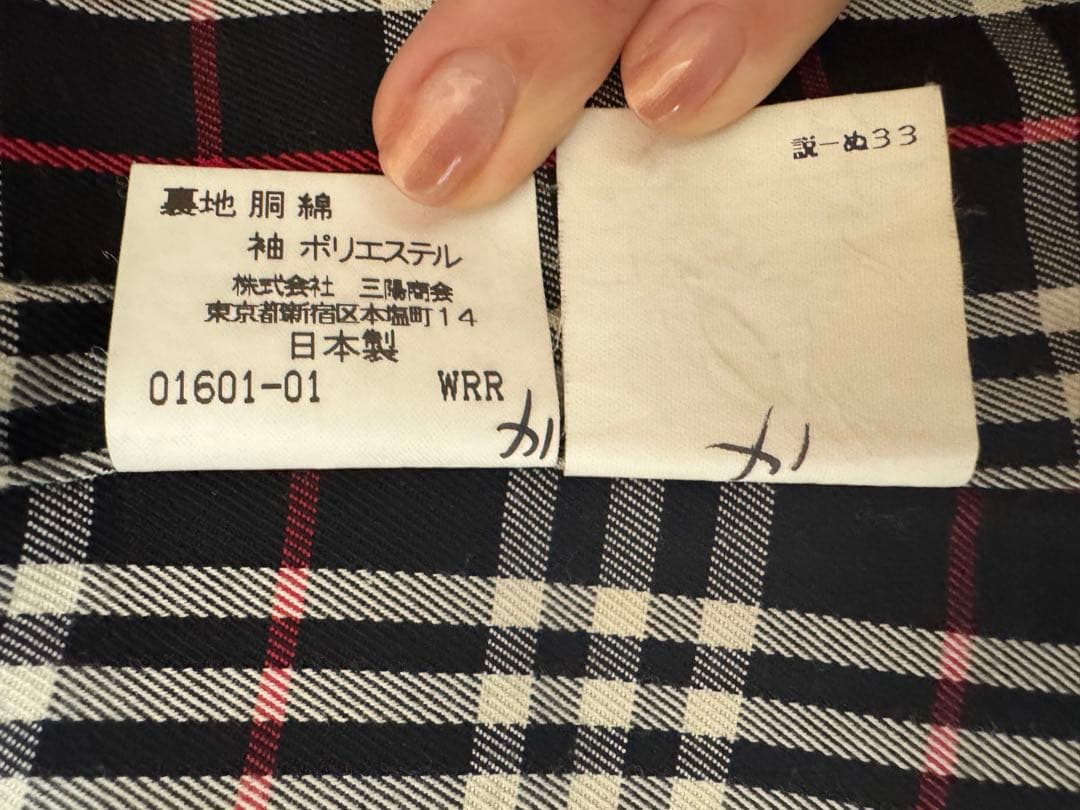 裏地 胴 綿
袖 ポリエステル
株式会社 三陽商会
東京都新宿区本塩町14
日本製
01601-01 WRR
説-ぬ33